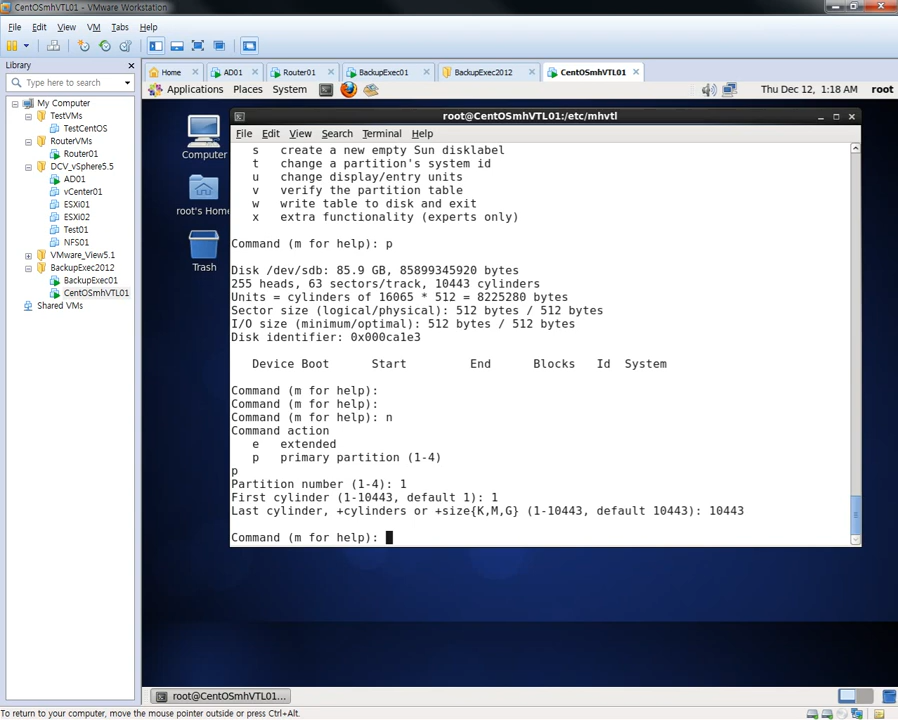 CentOSmhVTL01 - VMware Workstation
File Edit View VM Tabs Help
Library
Type here to search
My Computer
TestVMs
TestCentOS
RouterVMs
Router01
DCV_vSphere5.5
AD01
vCenter01
ESXi01
ESXi02
Test01
NFS01
VMware_View5.1
BackupExec2012
BackupExec01
CentOSmhVTL01
Shared VMs
Home AD01 Router01 BackupExec01 BackupExec2012 CentOSmhVTL01
Applications Places System Thu Dec 12, 1:18 AM root
Computer
root's Home
Trash
root@CentOSmhVTL01:/etc/mhvtl
File Edit View Search Terminal Help
s create a new empty Sun disklabel
t change a partition's system id
u change display/entry units
v verify the partition table
w write table to disk and exit
x extra functionality (experts only)
Command (m for help): p
Disk /dev/sdb: 85.9 GB, 85899345920 bytes
255 heads, 63 sectors/track, 10443 cylinders
Units = cylinders of 16065 * 512 = 8225280 bytes
Sector size (logical/physical): 512 bytes / 512 bytes
I/O size (minimum/optimal): 512 bytes / 512 bytes
Disk identifier: 0x000ca1e3
Device Boot Start End Blocks Id System
Command (m for help):
Command (m for help):
Command (m for help): n
Command action
e extended
p primary partition (1-4)
p
Partition number (1-4): 1
First cylinder (1-10443, default 1): 1
Last cylinder, +cylinders or +size{K,M,G} (1-10443, default 10443): 10443
Command (m for help):
root@CentOSmhVTL01:...
To return to your computer, move the mouse pointer outside or press Ctrl+Alt.